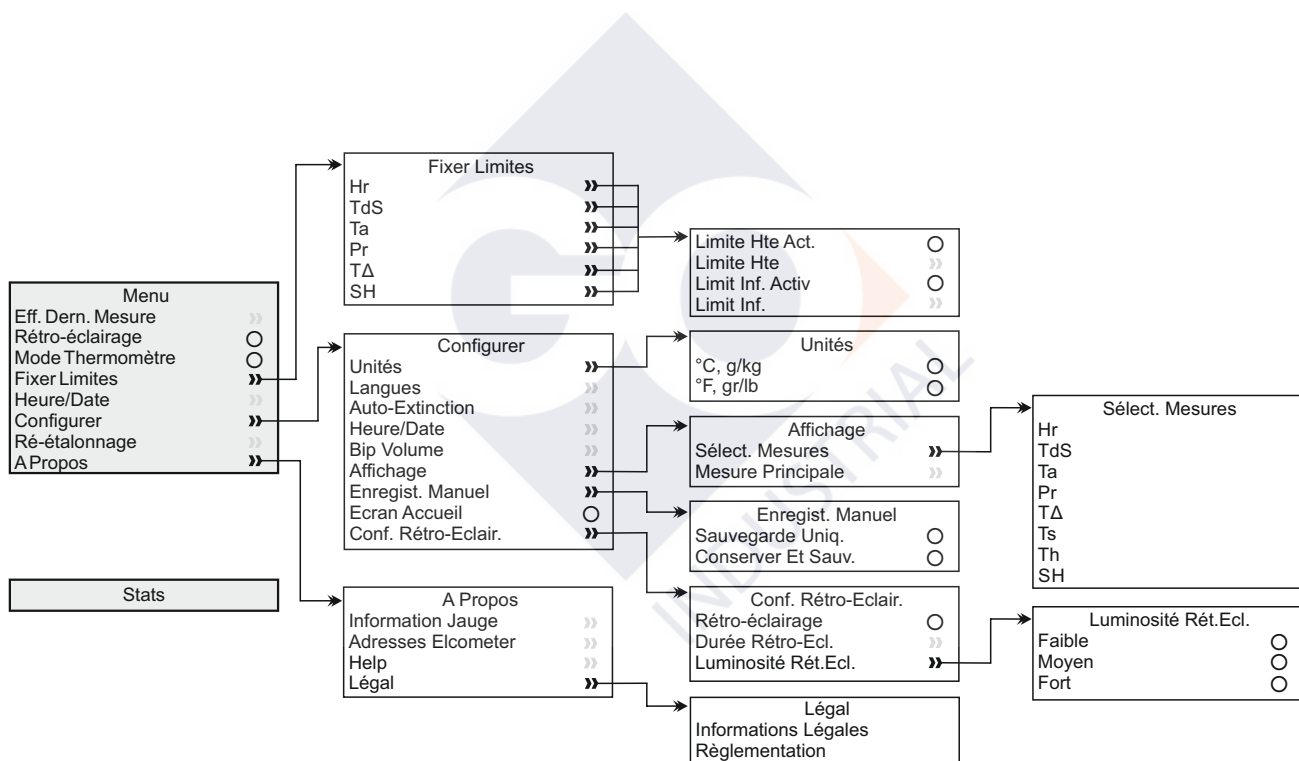 Menu
Eff. Dern. Mesure
Rétro-éclairage
Mode Thermomètre
Fixer Limites
Heure/Date
Configurer
Ré-étalonnage
A Propos
Stats
Fixer Limites
Hr
TdS
Ta
Pr
TΔ
SH
Configurer
Unités
Langues
Auto-Extinction
Heure/Date
Bip Volume
Affichage
Enregist. Manuel
Ecran Accueil
Conf. Rétro-Eclair.
A Propos
Information Jauge
Adresses Elcometer
Help
Légal
Limite Hte Act.
Limite Hte
Limit Inf. Activ
Limit Inf.
Unités
°C, g/kg
°F, gr/lb
Affichage
Sélect. Mesures
Mesure Principale
Enregist. Manuel
Sauvegarde Uniq.
Conserver Et Sauv.
Conf. Rétro-Eclair.
Rétro-éclairage
Durée Rétro-Ecl.
Luminosité Rét.Ecl.
Légal
Informations Légales
Règlementation
Sélect. Mesures
Hr
TdS
Ta
Pr
TΔ
Ts
Th
SH
Luminosité Rét.Ecl.
Faible
Moyen
Fort
GO
INDUSTRIAL